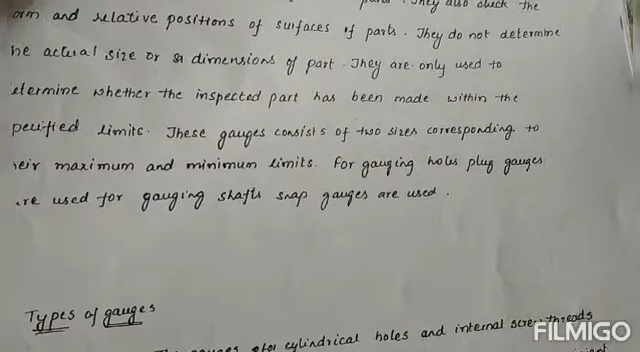 parts. They also check the
orm and relative positions of surfaces of parts. They do not determine
he actual size or dimensions of part. They are only used to
etermine whether the inspected part has been made within the
pecified limits. These gauges consists of two sizes corresponding to
heir maximum and minimum limits. For gauging holes plug gauges
are used for gauging shafts snap gauges are used.
Types of gauges
gauges for cylindrical holes and internal screw threads
FILMIGO